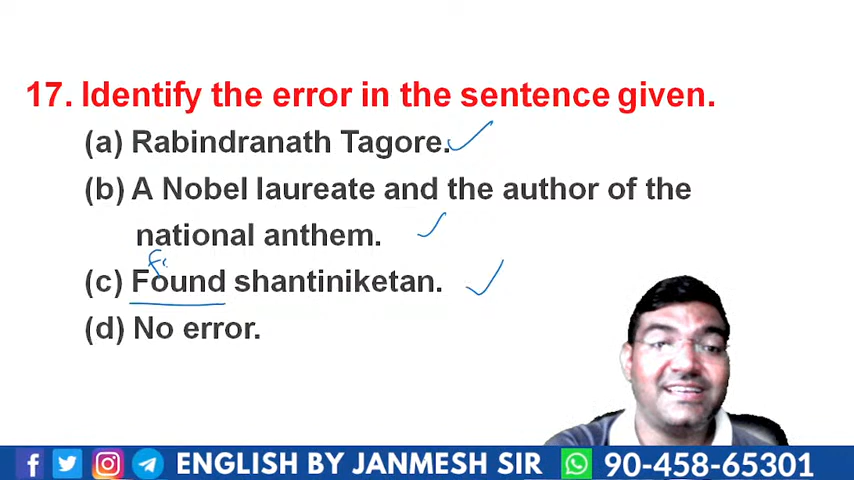 17. Identify the error in the sentence given.
(a) Rabindranath Tagore.
(b) A Nobel laureate and the author of the
national anthem.
(c) Found shantiniketan.
(d) No error.
ENGLISH BY JANMESH SIR 90-458-65301